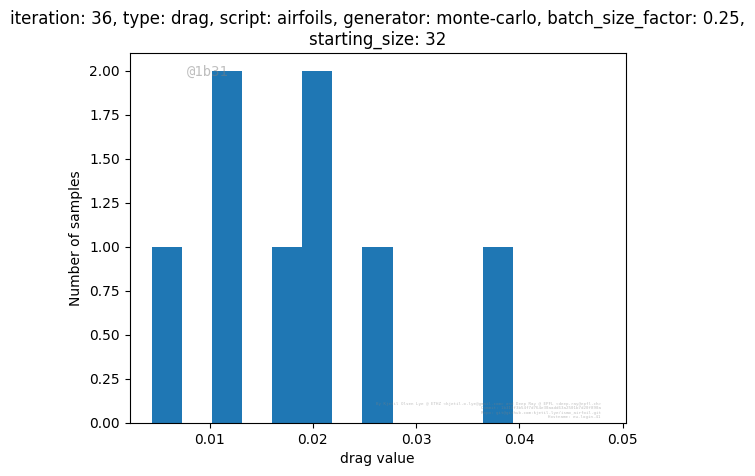 iteration: 36, type: drag, script: airfoils, generator: monte-carlo, batch_size_factor: 0.25,
starting_size: 32
@1b31
2.00
1.75
1.50
1.25
1.00
0.75
0.50
0.25
0.00
Number of samples
0.01
0.02
0.03
0.04
0.05
drag value